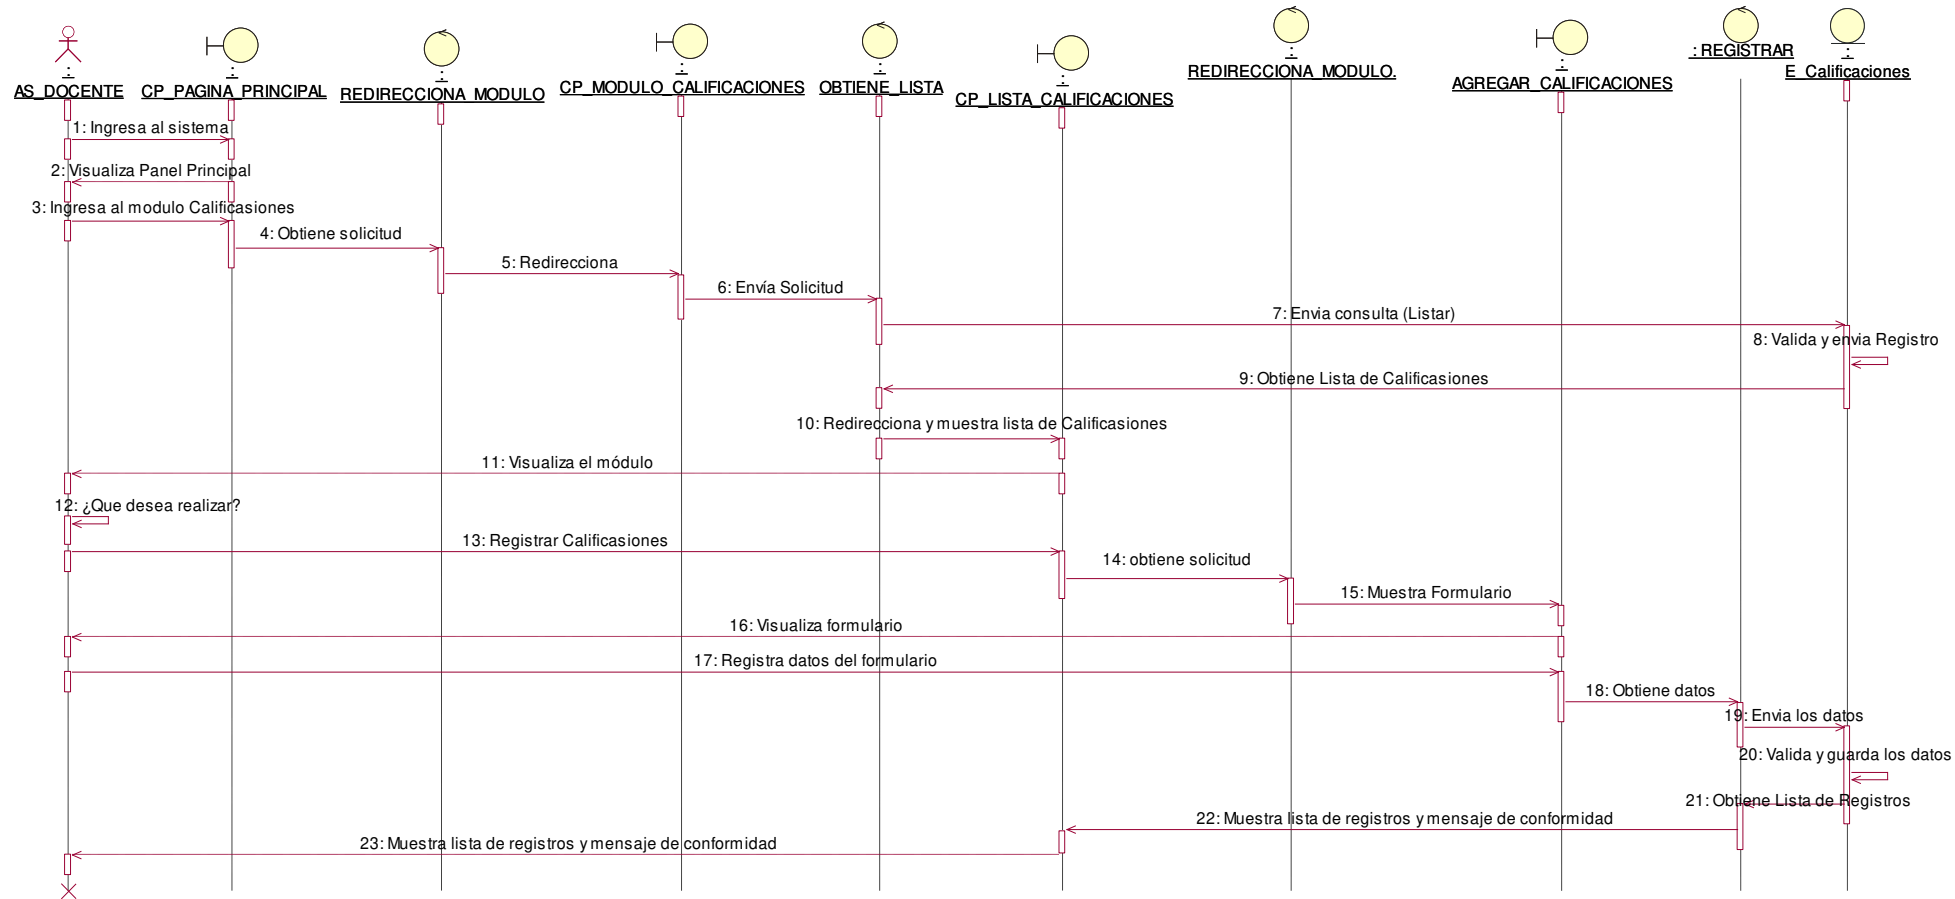 : AS_DOCENTE
: CP_PAGINA_PRINCIPAL
: REDIRECCIONA_MODULO
: CP_MODULO_CALIFICACIONES
: OBTIENE_LISTA
: CP_LISTA_CALIFICACIONES
: REDIRECCIONA_MODULO.
: AGREGAR_CALIFICACIONES
: REGISTRAR
: E_Calificaciones
1: Ingresa al sistema
2: Visualiza Panel Principal
3: Ingresa al modulo Calificasiones
4: Obtiene solicitud
5: Redirecciona
6: Envía Solicitud
7: Envia consulta (Listar)
8: Valida y envia Registro
9: Obtiene Lista de Calificasiones
10: Redirecciona y muestra lista de Calificasiones
11: Visualiza el módulo
12: ¿Que desea realizar?
13: Registrar Calificasiones
14: obtiene solicitud
15: Muestra Formulario
16: Visualiza formulario
17: Registra datos del formulario
18: Obtiene datos
19: Envia los datos
20: Valida y guarda los datos
21: Obtiene Lista de Registros
22: Muestra lista de registros y mensaje de conformidad
23: Muestra lista de registros y mensaje de conformidad